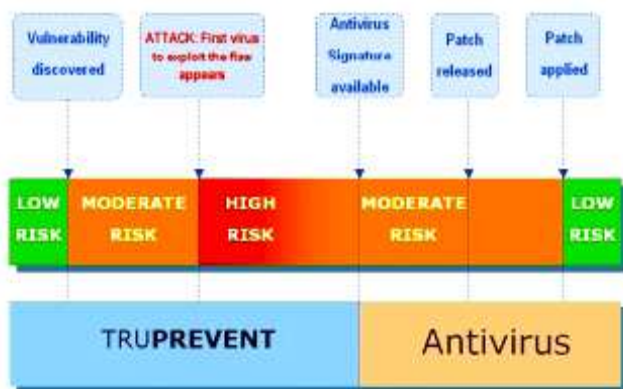 Vulnerability
discovered
ATTACK: First virus
to exploit the flaw
appears
Antivirus
Signature
available
Patch
released
Patch
applied
LOW
RISK
MODERATE
RISK
HIGH
RISK
MODERATE
RISK
LOW
RISK
TRUPREVENT
Antivirus